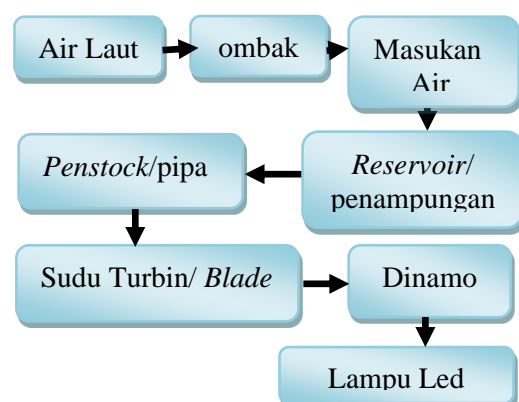 Air Laut
ombak
Masukan
Air
Reservoir/
penampungan
Penstock/pipa
Sudu Turbin/ Blade
Dinamo
Lampu Led